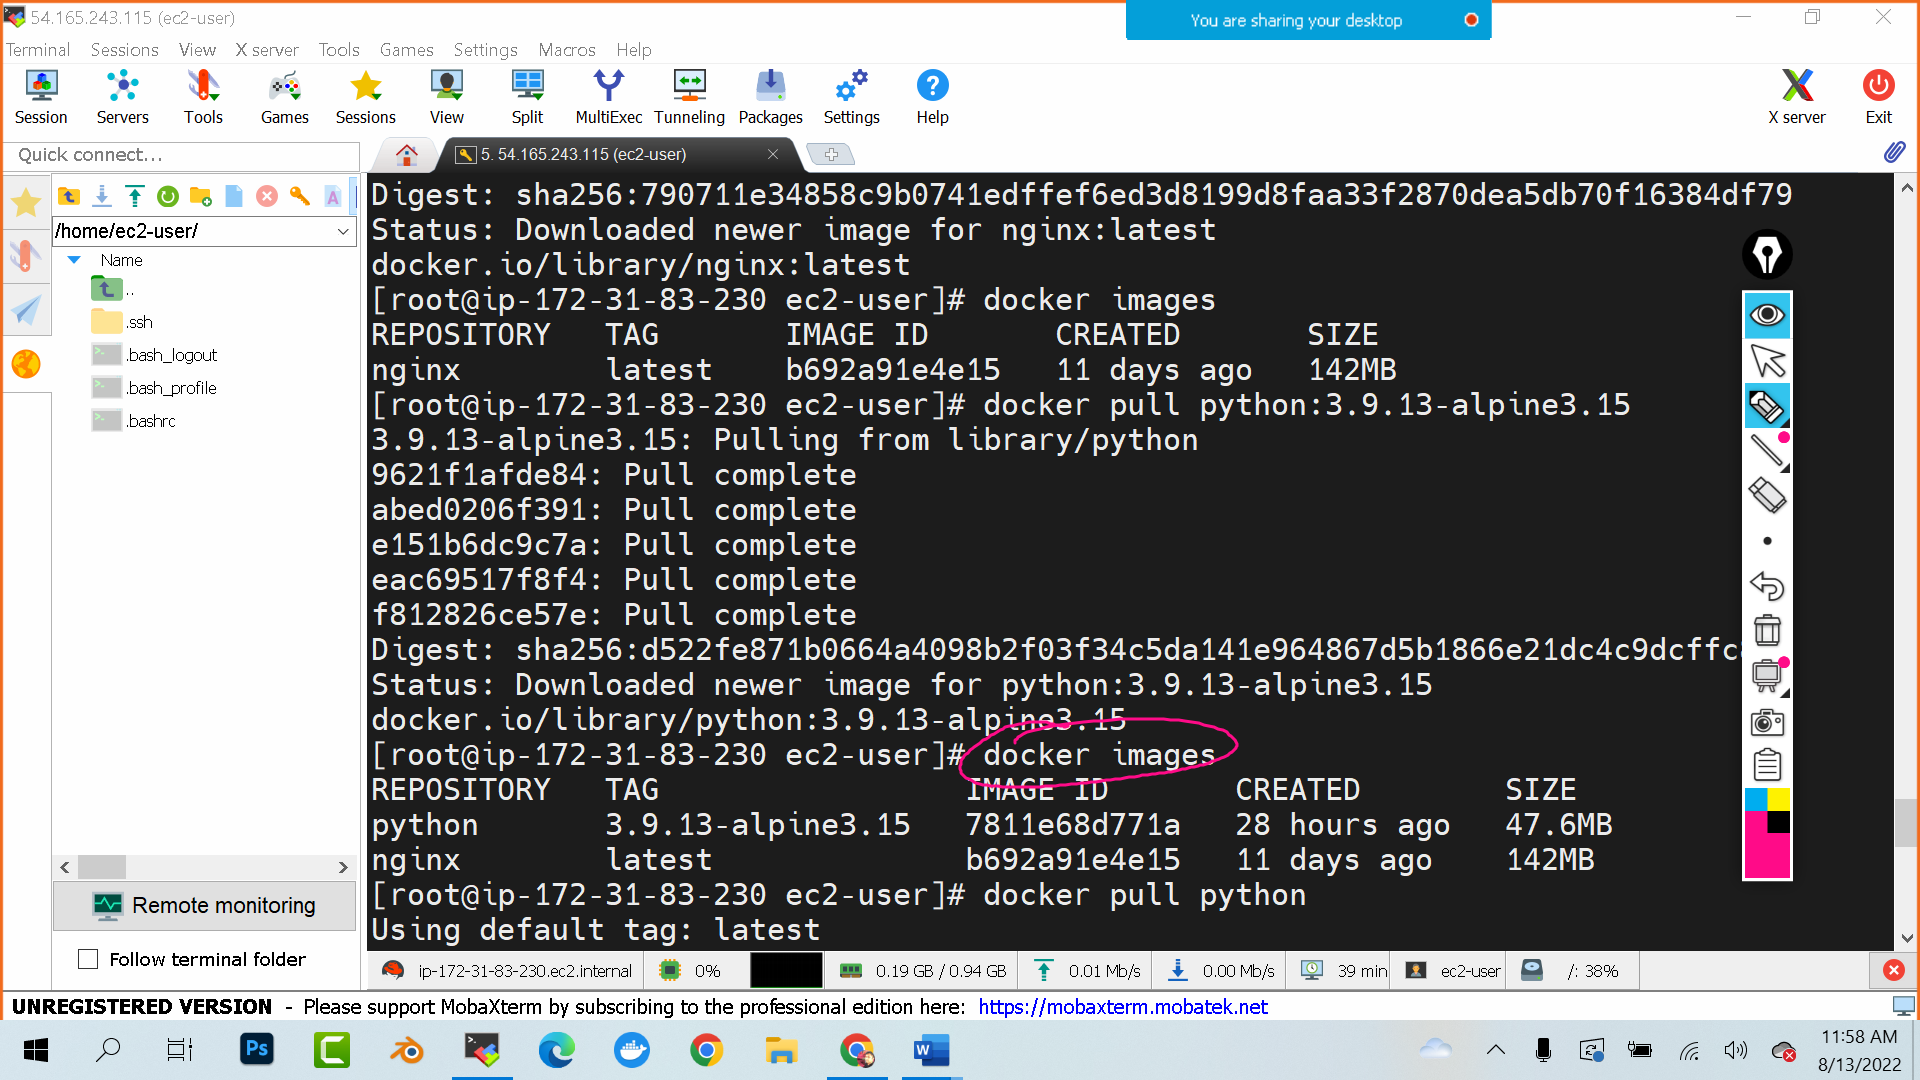 54.165.243.115 (ec2-user)
You are sharing your desktop
Terminal Sessions View X server Tools Games Settings Macros Help
Session Servers Tools Games Sessions View Split MultiExec Tunneling Packages Settings Help X server Exit
Quick connect...
5. 54.165.243.115 (ec2-user)
/home/ec2-user/
Name
..
.ssh
.bash_logout
.bash_profile
.bashrc
Remote monitoring
Follow terminal folder
Digest: sha256:790711e34858c9b0741edffef6ed3d8199d8faa33f2870dea5db70f16384df79
Status: Downloaded newer image for nginx:latest
docker.io/library/nginx:latest
[root@ip-172-31-83-230 ec2-user]# docker images
REPOSITORY TAG IMAGE ID CREATED SIZE
nginx latest b692a91e4e15 11 days ago 142MB
[root@ip-172-31-83-230 ec2-user]# docker pull python:3.9.13-alpine3.15
3.9.13-alpine3.15: Pulling from library/python
9621f1afde84: Pull complete
abed0206f391: Pull complete
e151b6dc9c7a: Pull complete
eac69517f8f4: Pull complete
f812826ce57e: Pull complete
Digest: sha256:d522fe871b0664a4098b2f03f34c5da141e964867d5b1866e21dc4c9dcffc
Status: Downloaded newer image for python:3.9.13-alpine3.15
docker.io/library/python:3.9.13-alpine3.15
[root@ip-172-31-83-230 ec2-user]# docker images
REPOSITORY TAG IMAGE ID CREATED SIZE
python 3.9.13-alpine3.15 7811e68d771a 28 hours ago 47.6MB
nginx latest b692a91e4e15 11 days ago 142MB
[root@ip-172-31-83-230 ec2-user]# docker pull python
Using default tag: latest
ip-172-31-83-230.ec2.internal 0% 0.19 GB / 0.94 GB 0.01 Mb/s 0.00 Mb/s 39 min ec2-user /: 38%
UNREGISTERED VERSION - Please support MobaXterm by subscribing to the professional edition here: https://mobaxterm.mobatek.net
Ps
11:58 AM
8/13/2022